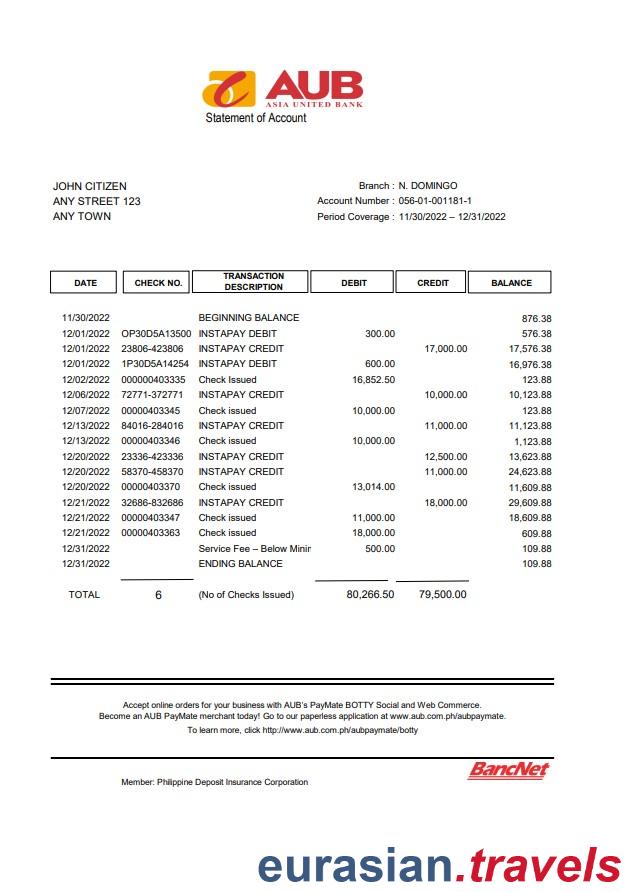 AUB
ASIA UNITED BANK
Statement of Account
JOHN CITIZEN
ANY STREET 123
ANY TOWN
Branch : N. DOMINGO
Account Number : 056-01-001181-1
Period Coverage : 11/30/2022 – 12/31/2022
DATE CHECK NO. TRANSACTION DESCRIPTION DEBIT CREDIT BALANCE
11/30/2022 BEGINNING BALANCE 876.38
12/01/2022 OP30D5A13500 INSTAPAY DEBIT 300.00 576.38
12/01/2022 23806-423806 INSTAPAY CREDIT 17,000.00 17,576.38
12/01/2022 1P30D5A14254 INSTAPAY DEBIT 600.00 16,976.38
12/02/2022 000000403335 Check Issued 16,852.50 123.88
12/06/2022 72771-372771 INSTAPAY CREDIT 10,000.00 10,123.88
12/07/2022 00000403345 Check issued 10,000.00 123.88
12/13/2022 84016-284016 INSTAPAY CREDIT 11,000.00 11,123.88
12/13/2022 00000403346 Check issued 10,000.00 1,123.88
12/20/2022 23336-423336 INSTAPAY CREDIT 12,500.00 13,623.88
12/20/2022 58370-458370 INSTAPAY CREDIT 11,000.00 24,623.88
12/20/2022 00000403370 Check issued 13,014.00 11,609.88
12/21/2022 32686-832686 INSTAPAY CREDIT 18,000.00 29,609.88
12/21/2022 00000403347 Check issued 11,000.00 18,609.88
12/21/2022 00000403363 Check issued 18,000.00 609.88
12/31/2022 Service Fee – Below Minir 500.00 109.88
12/31/2022 ENDING BALANCE 109.88
TOTAL 6 (No of Checks Issued) 80,266.50 79,500.00
Accept online orders for your business with AUB's PayMate BOTTY Social and Web Commerce.
Become an AUB PayMate merchant today! Go to our paperless application at www.aub.com.ph/aubpaymate.
To learn more, click http://www.aub.com.ph/aubpaymate/botty
BancNet
Member: Philippine Deposit Insurance Corporation
eurasian.travels